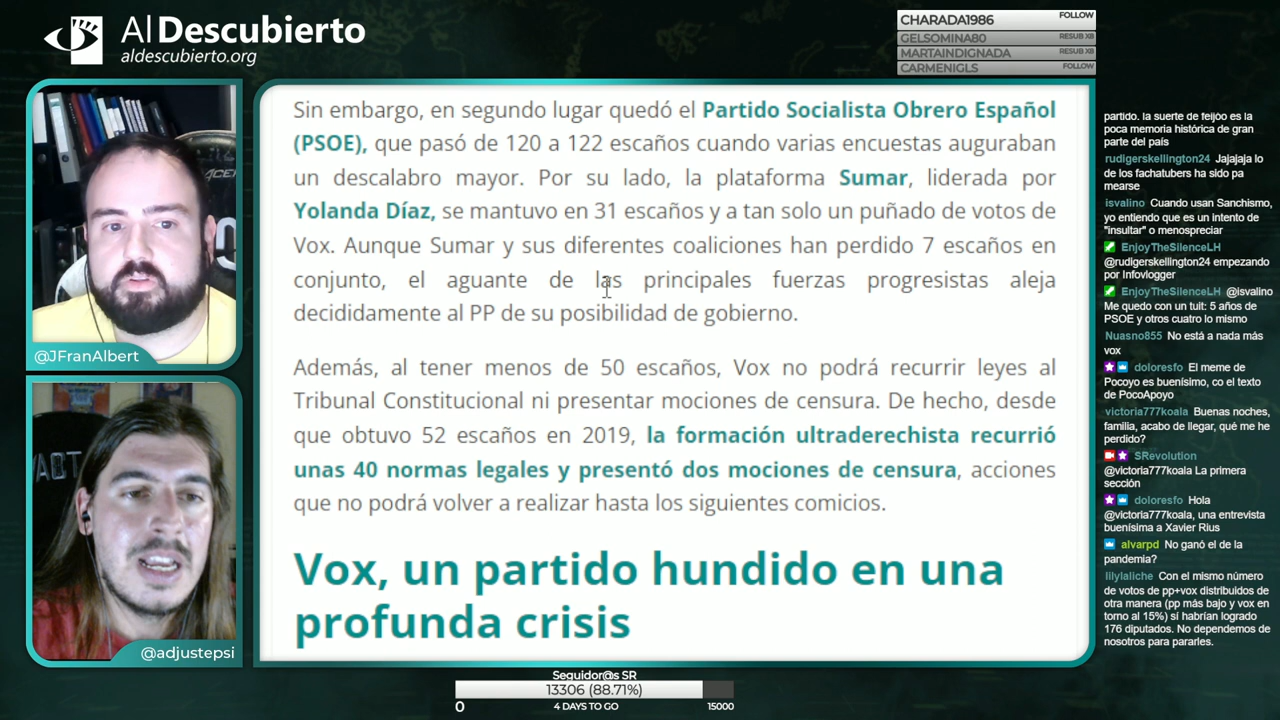 Al Descubierto
aldescubierto.org
CHARADA1986 FOLLOW
GELSOMINA80 RESUB X8
MARTAINDIGNADA RESUB X8
CARMENIGLS FOLLOW
@JFranAlbert
@adjustepsi
Sin embargo, en segundo lugar quedó el Partido Socialista Obrero Español
(PSOE), que pasó de 120 a 122 escaños cuando varias encuestas auguraban
un descalabro mayor. Por su lado, la plataforma Sumar, liderada por
Yolanda Díaz, se mantuvo en 31 escaños y a tan solo un puñado de votos de
Vox. Aunque Sumar y sus diferentes coaliciones han perdido 7 escaños en
conjunto, el aguante de las principales fuerzas progresistas aleja
decididamente al PP de su posibilidad de gobierno.
Además, al tener menos de 50 escaños, Vox no podrá recurrir leyes al
Tribunal Constitucional ni presentar mociones de censura. De hecho, desde
que obtuvo 52 escaños en 2019, la formación ultraderechista recurrió
unas 40 normas legales y presentó dos mociones de censura, acciones
que no podrá volver a realizar hasta los siguientes comicios.
Vox, un partido hundido en una
profunda crisis
partido. la suerte de feijóo es la
poca memoria histórica de gran
parte del país
rudigerskellington24 Jajajaja lo
de los fachatubers ha sido pa
mearse
isvalino Cuando usan Sanchismo,
yo entiendo que es un intento de
"insultar" o menospreciar
EnjoyTheSilenceLH
@rudigerskellington24 empezando
por Infovlogger
EnjoyTheSilenceLH @isvalino
Me quedo con un tuit: 5 años de
PSOE y otros cuatro lo mismo
Nuasno855 No está a nada más
vox
doloresfo El meme de
Pocoyo es buenísimo, co el texto
de PocoApoyo
victoria777koala Buenas noches,
familia, acabo de llegar, qué me he
perdido?
SRevolution
@victoria777koala La primera
sección
doloresfo Hola
@victoria777koala, una entrevista
buenísima a Xavier Rius
alvarpd No ganó el de la
pandemia?
lilylaliche Con el mismo número
de votos de pp+vox distribuidos de
otra manera (pp más bajo y vox en
torno al 15%) sí habrían logrado
176 diputados. No dependemos de
nosotros para pararles.
Seguidor@s SR
13306 (88.71%)
0 4 DAYS TO GO 15000